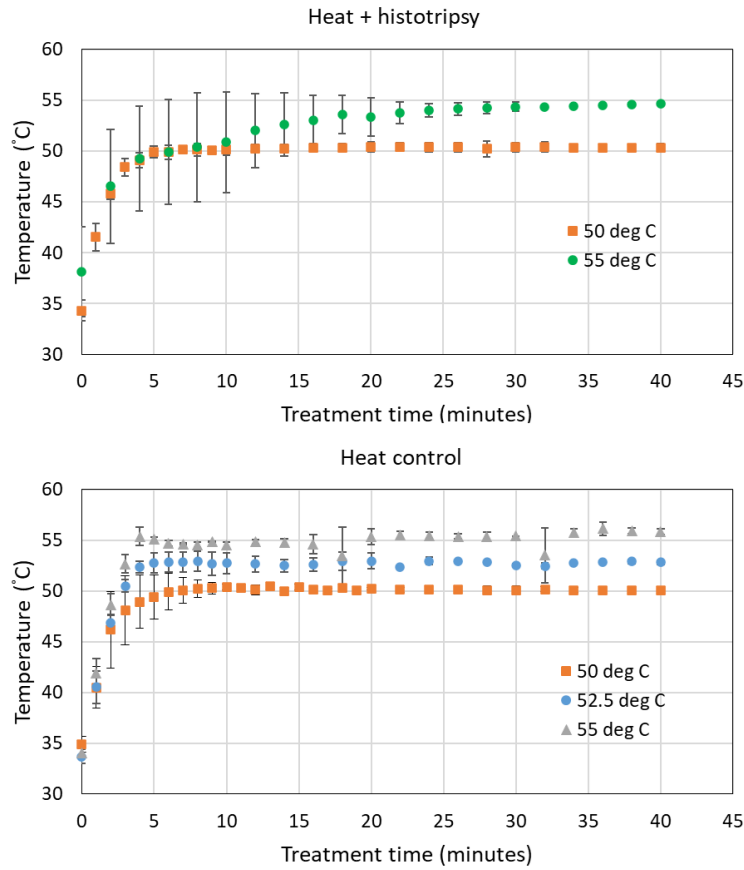 Heat + histotripsy
60
55
50
45
40
35
30
Temperature (°C)
50 deg C
55 deg C
0 5 10 15 20 25 30 35 40 45
Treatment time (minutes)
Heat control
60
55
50
45
40
35
30
Temperature (°C)
50 deg C
52.5 deg C
55 deg C
0 5 10 15 20 25 30 35 40 45
Treatment time (minutes)